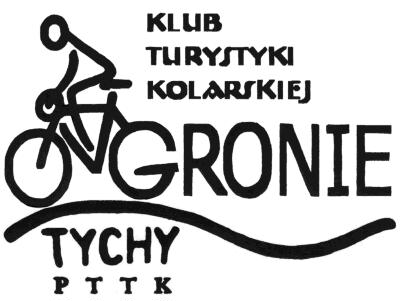 KLUB
TURYSTYKI
KOLARSKIEJ
GRONIE
TYCHY
PTTK